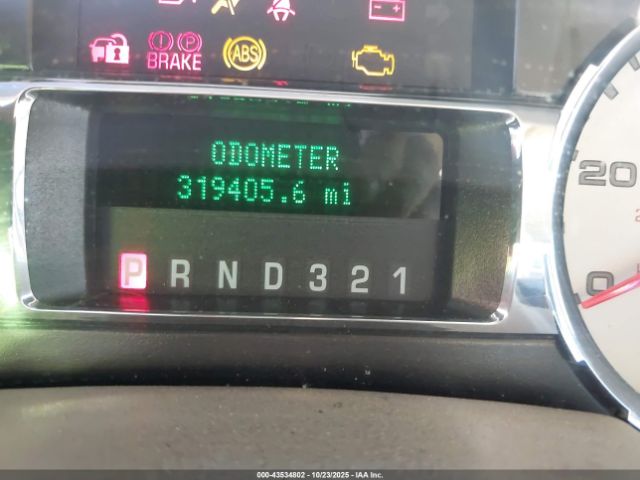 BRAKE
ABS
ODOMETER
319405.6 mi
P R N D 3 2 1
20
0
000-43534802 - 10/23/2025 - IAA Inc.